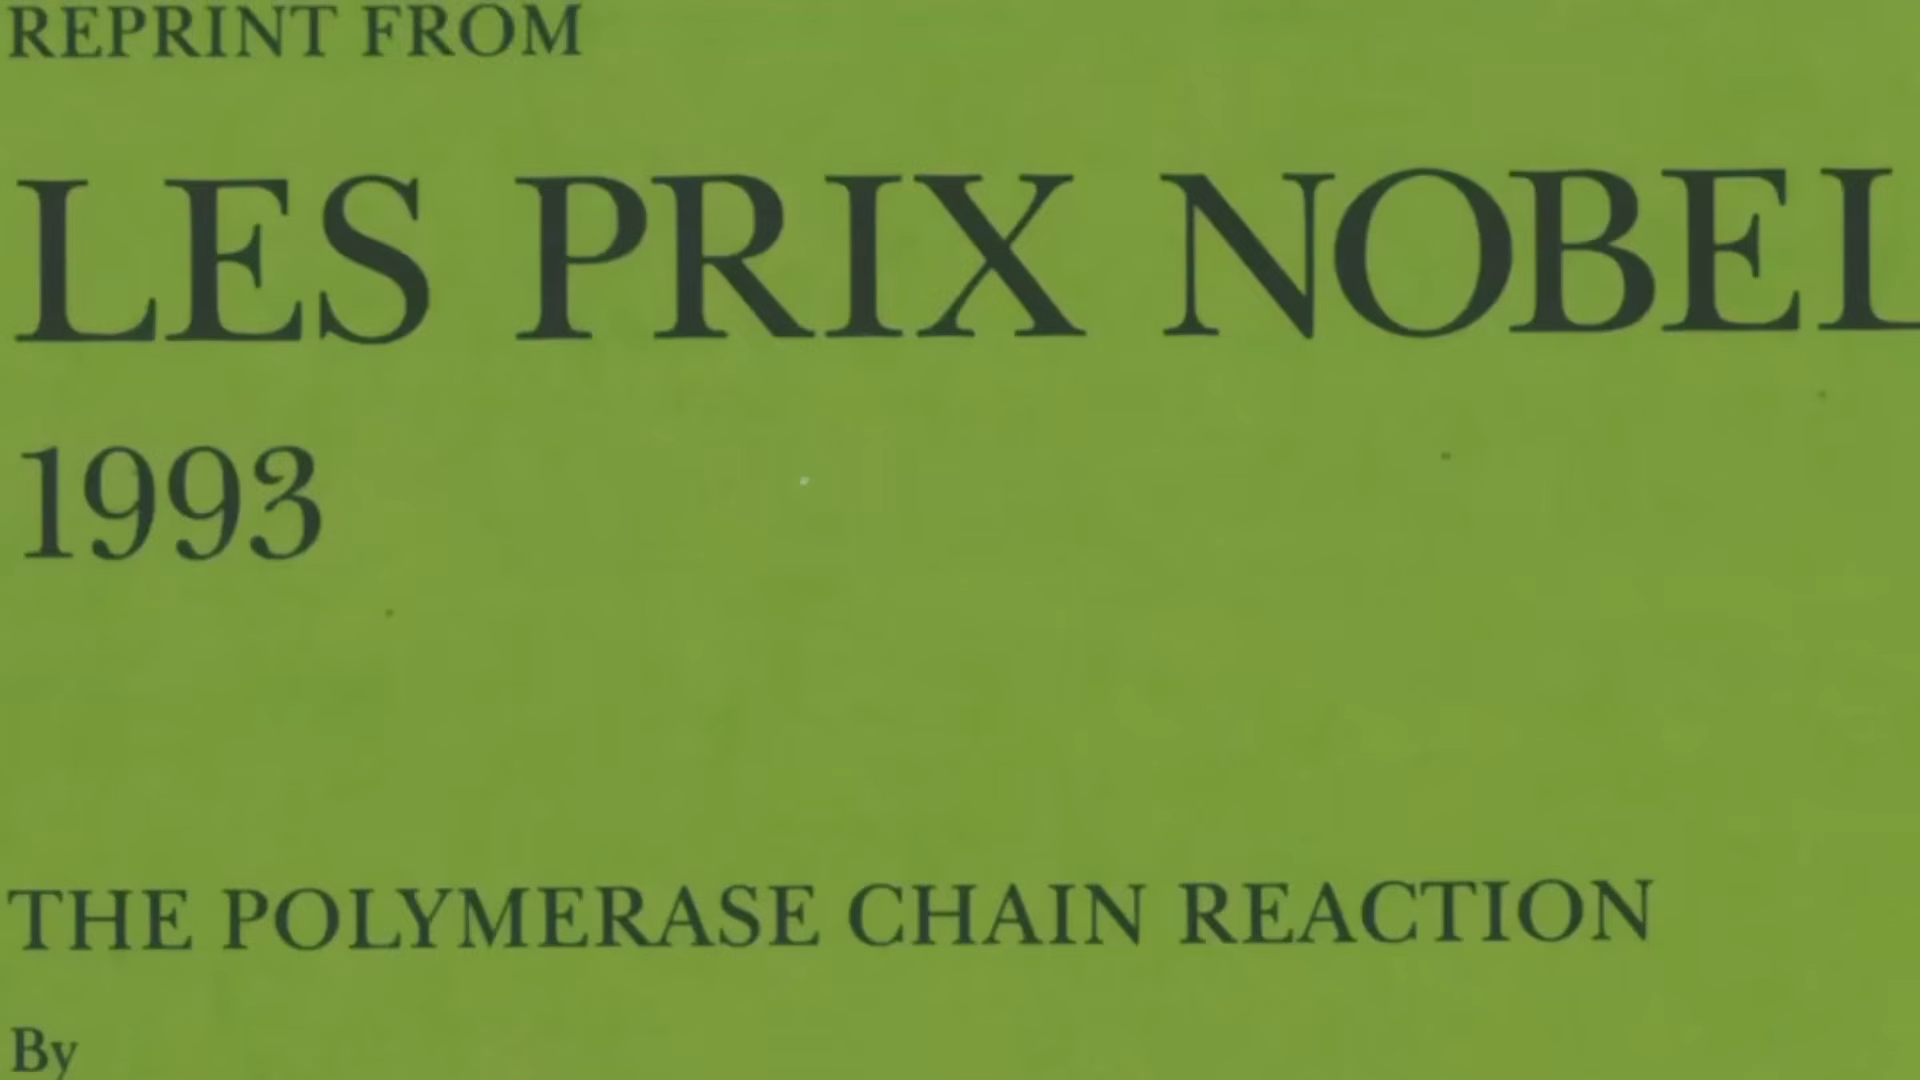 REPRINT FROM
LES PRIX NOBEL
1993
THE POLYMERASE CHAIN REACTION
By